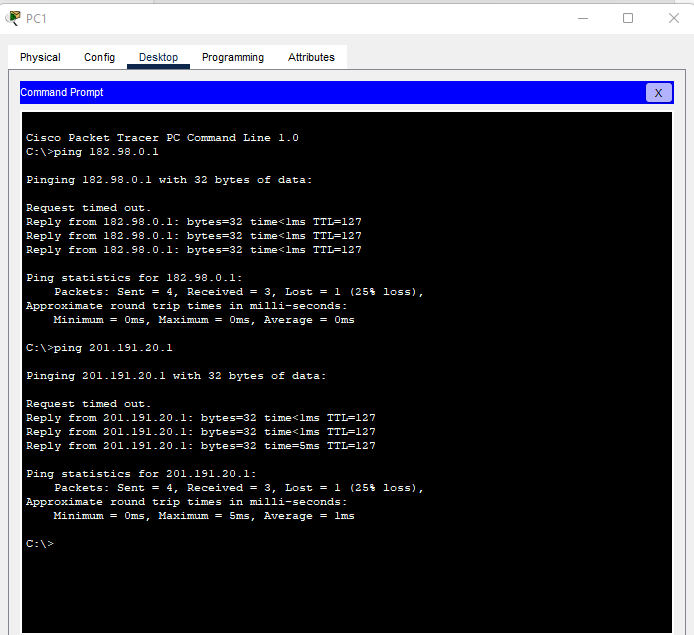 PC1
Physical Config Desktop Programming Attributes
Command Prompt X
Cisco Packet Tracer PC Command Line 1.0
C:\>ping 182.98.0.1
Pinging 182.98.0.1 with 32 bytes of data:
Request timed out.
Reply from 182.98.0.1: bytes=32 time<1ms TTL=127
Reply from 182.98.0.1: bytes=32 time<1ms TTL=127
Reply from 182.98.0.1: bytes=32 time<1ms TTL=127
Ping statistics for 182.98.0.1:
    Packets: Sent = 4, Received = 3, Lost = 1 (25% loss),
Approximate round trip times in milli-seconds:
    Minimum = 0ms, Maximum = 0ms, Average = 0ms
C:\>ping 201.191.20.1
Pinging 201.191.20.1 with 32 bytes of data:
Request timed out.
Reply from 201.191.20.1: bytes=32 time<1ms TTL=127
Reply from 201.191.20.1: bytes=32 time<1ms TTL=127
Reply from 201.191.20.1: bytes=32 time=5ms TTL=127
Ping statistics for 201.191.20.1:
    Packets: Sent = 4, Received = 3, Lost = 1 (25% loss),
Approximate round trip times in milli-seconds:
    Minimum = 0ms, Maximum = 5ms, Average = 1ms
C:\>